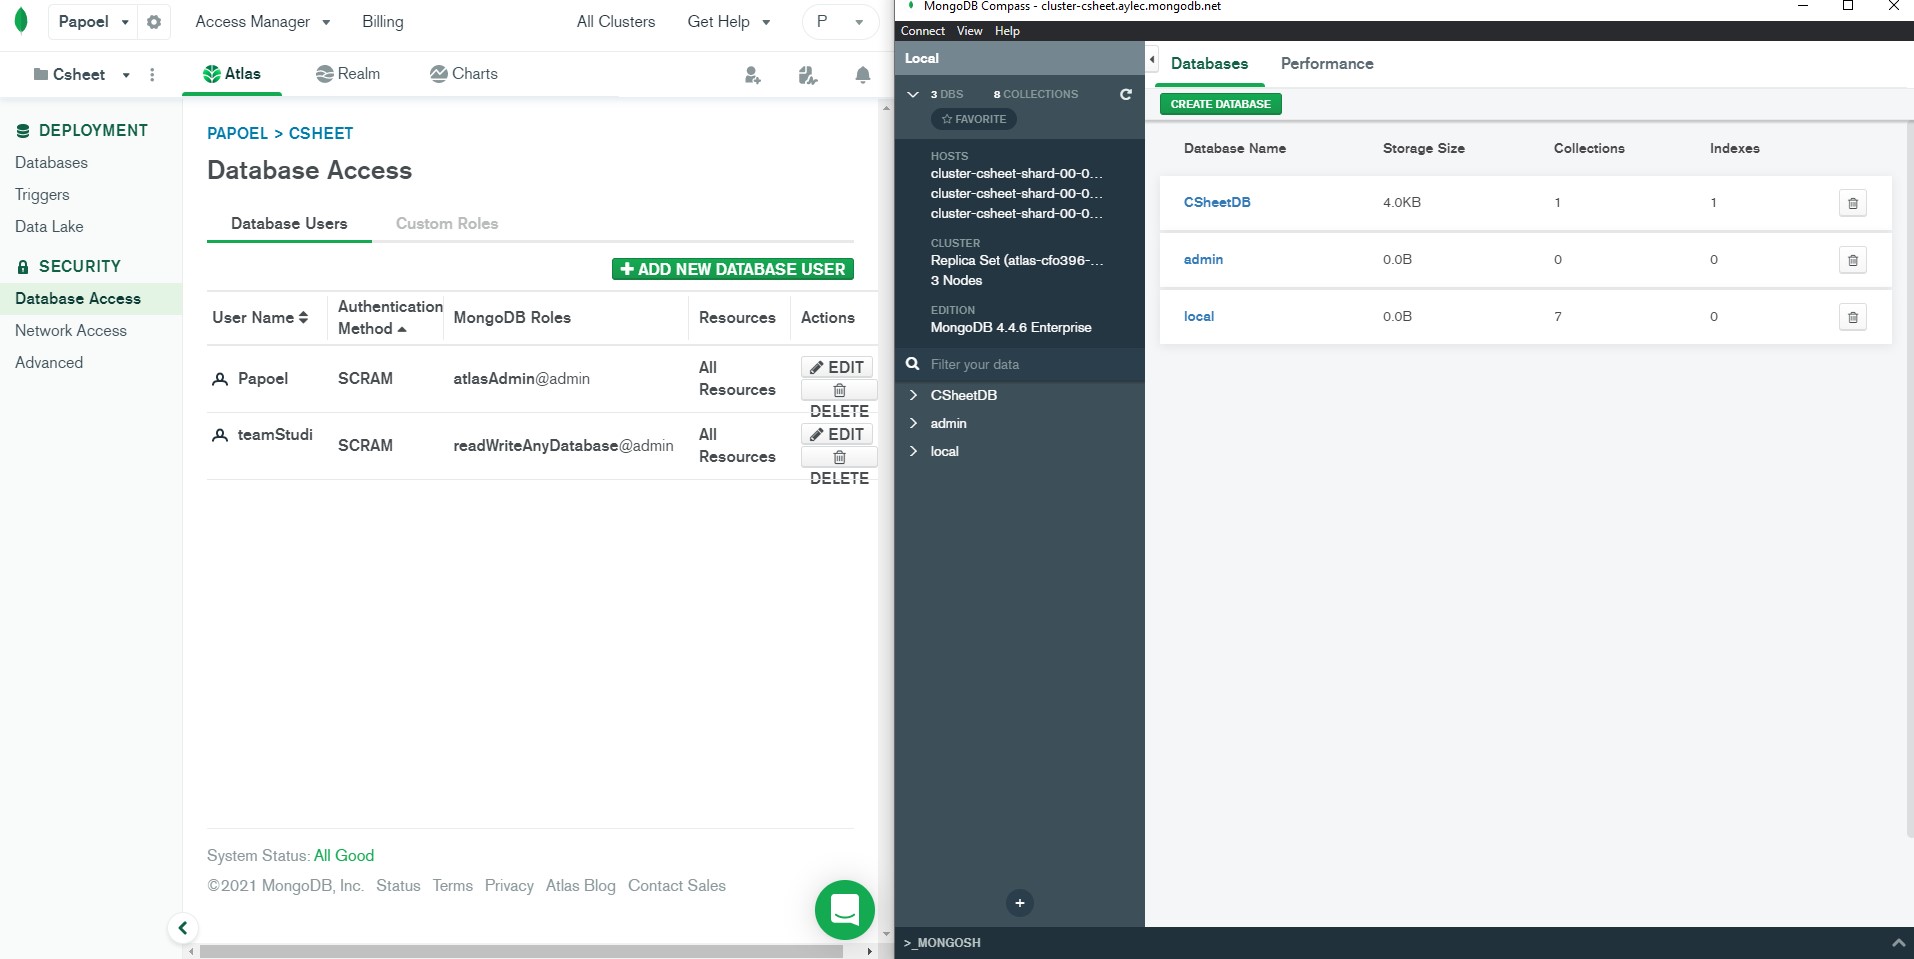 Papoel
Access Manager
Billing
All Clusters
Get Help
P
Csheet
Atlas
Realm
Charts
DEPLOYMENT
Databases
Triggers
Data Lake
SECURITY
Database Access
Network Access
Advanced
PAPOEL > CSHEET
Database Access
Database Users
Custom Roles
+ ADD NEW DATABASE USER
User Name
Authentication
Method
MongoDB Roles
Resources
Actions
Papoel
SCRAM
atlasAdmin@admin
All
Resources
EDIT
DELETE
teamStudi
SCRAM
readWriteAnyDatabase@admin
All
Resources
EDIT
DELETE
System Status: All Good
©2021 MongoDB, Inc. Status Terms Privacy Atlas Blog Contact Sales
MongoDB Compass - cluster-csheet.aylec.mongodb.net
Connect View Help
Local
3 DBS
8 COLLECTIONS
FAVORITE
HOSTS
cluster-csheet-shard-00-0...
cluster-csheet-shard-00-0...
cluster-csheet-shard-00-0...
CLUSTER
Replica Set (atlas-cfo396-...
3 Nodes
EDITION
MongoDB 4.4.6 Enterprise
Filter your data
CSheetDB
admin
local
+
Databases
Performance
CREATE DATABASE
Database Name Storage Size Collections Indexes
CSheetDB 4.0KB 1 1
admin 0.0B 0 0
local 0.0B 7 0
>_MONGOSH